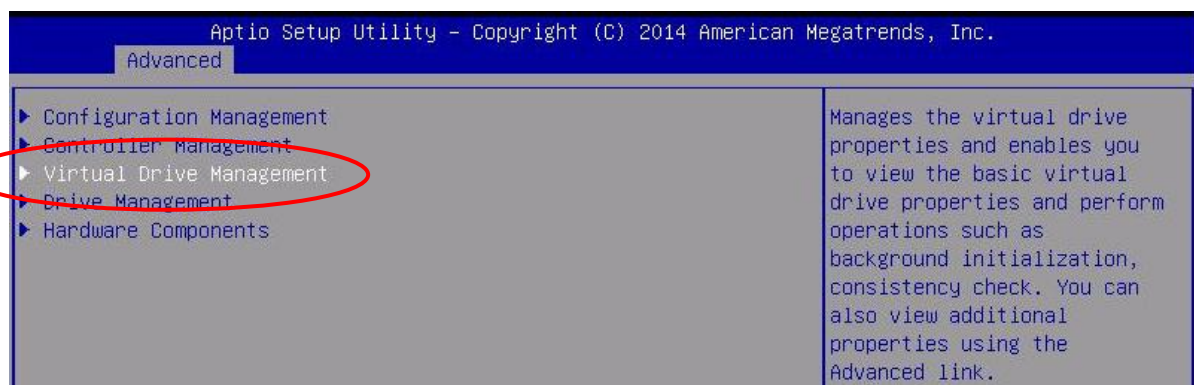 Aptio Setup Utility – Copyright (C) 2014 American Megatrends, Inc.
Advanced
Configuration Management
Controller Management
Virtual Drive Management
Drive Management
Hardware Components
Manages the virtual drive
properties and enables you
to view the basic virtual
drive properties and perform
operations such as
background initialization,
consistency check. You can
also view additional
properties using the
Advanced link.